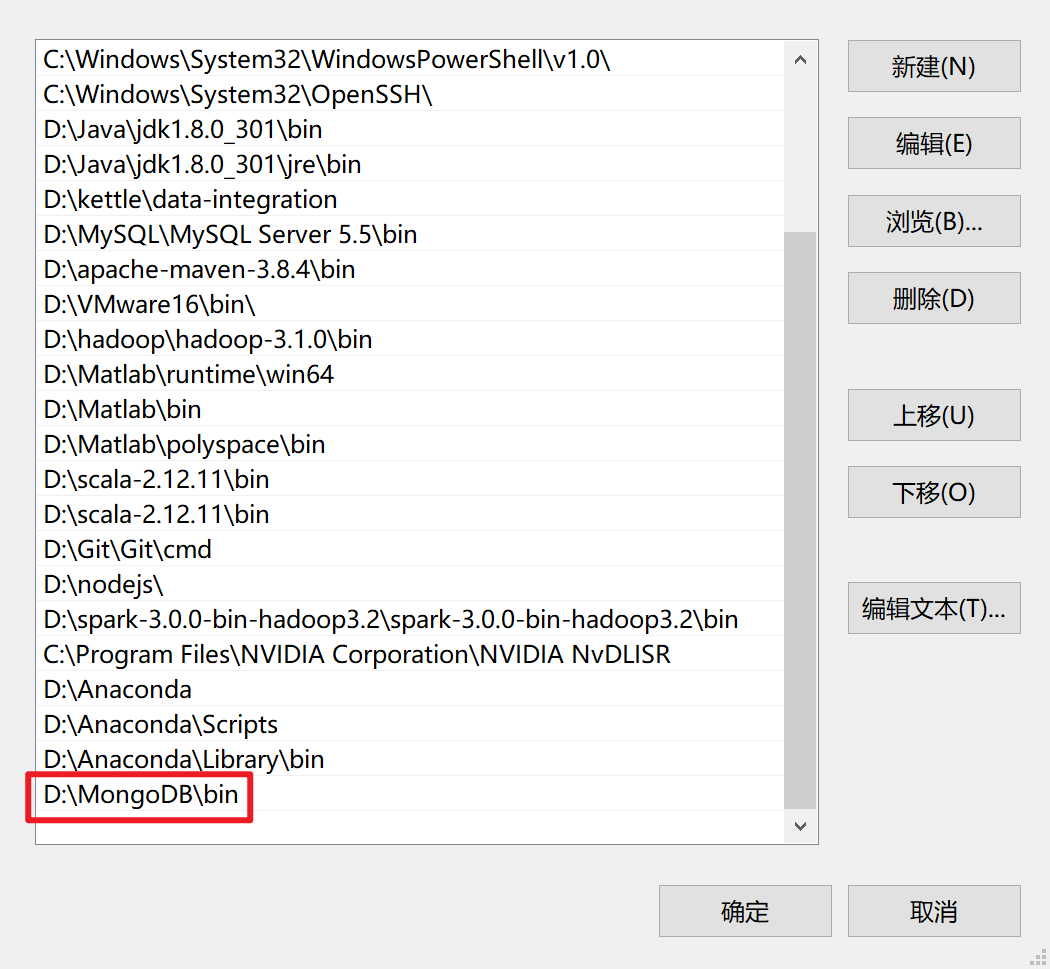 C:\Windows\System32\WindowsPowerShell\v1.0\
C:\Windows\System32\OpenSSH\
D:\Java\jdk1.8.0_301\bin
D:\Java\jdk1.8.0_301\jre\bin
D:\kettle\data-integration
D:\MySQL\MySQL Server 5.5\bin
D:\apache-maven-3.8.4\bin
D:\VMware16\bin\
D:\hadoop\hadoop-3.1.0\bin
D:\Matlab\runtime\win64
D:\Matlab\bin
D:\Matlab\polyspace\bin
D:\scala-2.12.11\bin
D:\scala-2.12.11\bin
D:\Git\Git\cmd
D:\nodejs\
D:\spark-3.0.0-bin-hadoop3.2\spark-3.0.0-bin-hadoop3.2\bin
C:\Program Files\NVIDIA Corporation\NVIDIA NvDLISR
D:\Anaconda
D:\Anaconda\Scripts
D:\Anaconda\Library\bin
D:\MongoDB\bin
新建(N)
编辑(E)
浏览(B)...
删除(D)
上移(U)
下移(O)
编辑文本(T)...
确定
取消